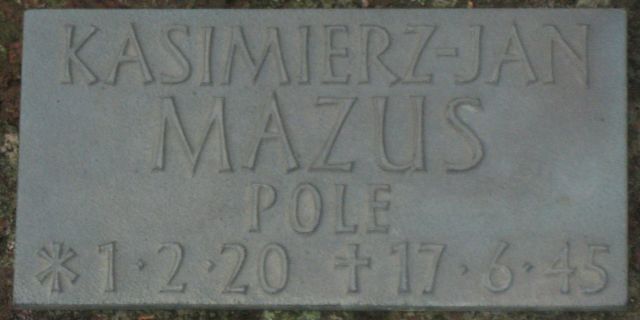 KASIMIERZ-JAN
MAZUS
POLE
* 1·2·20 † 17·6·45